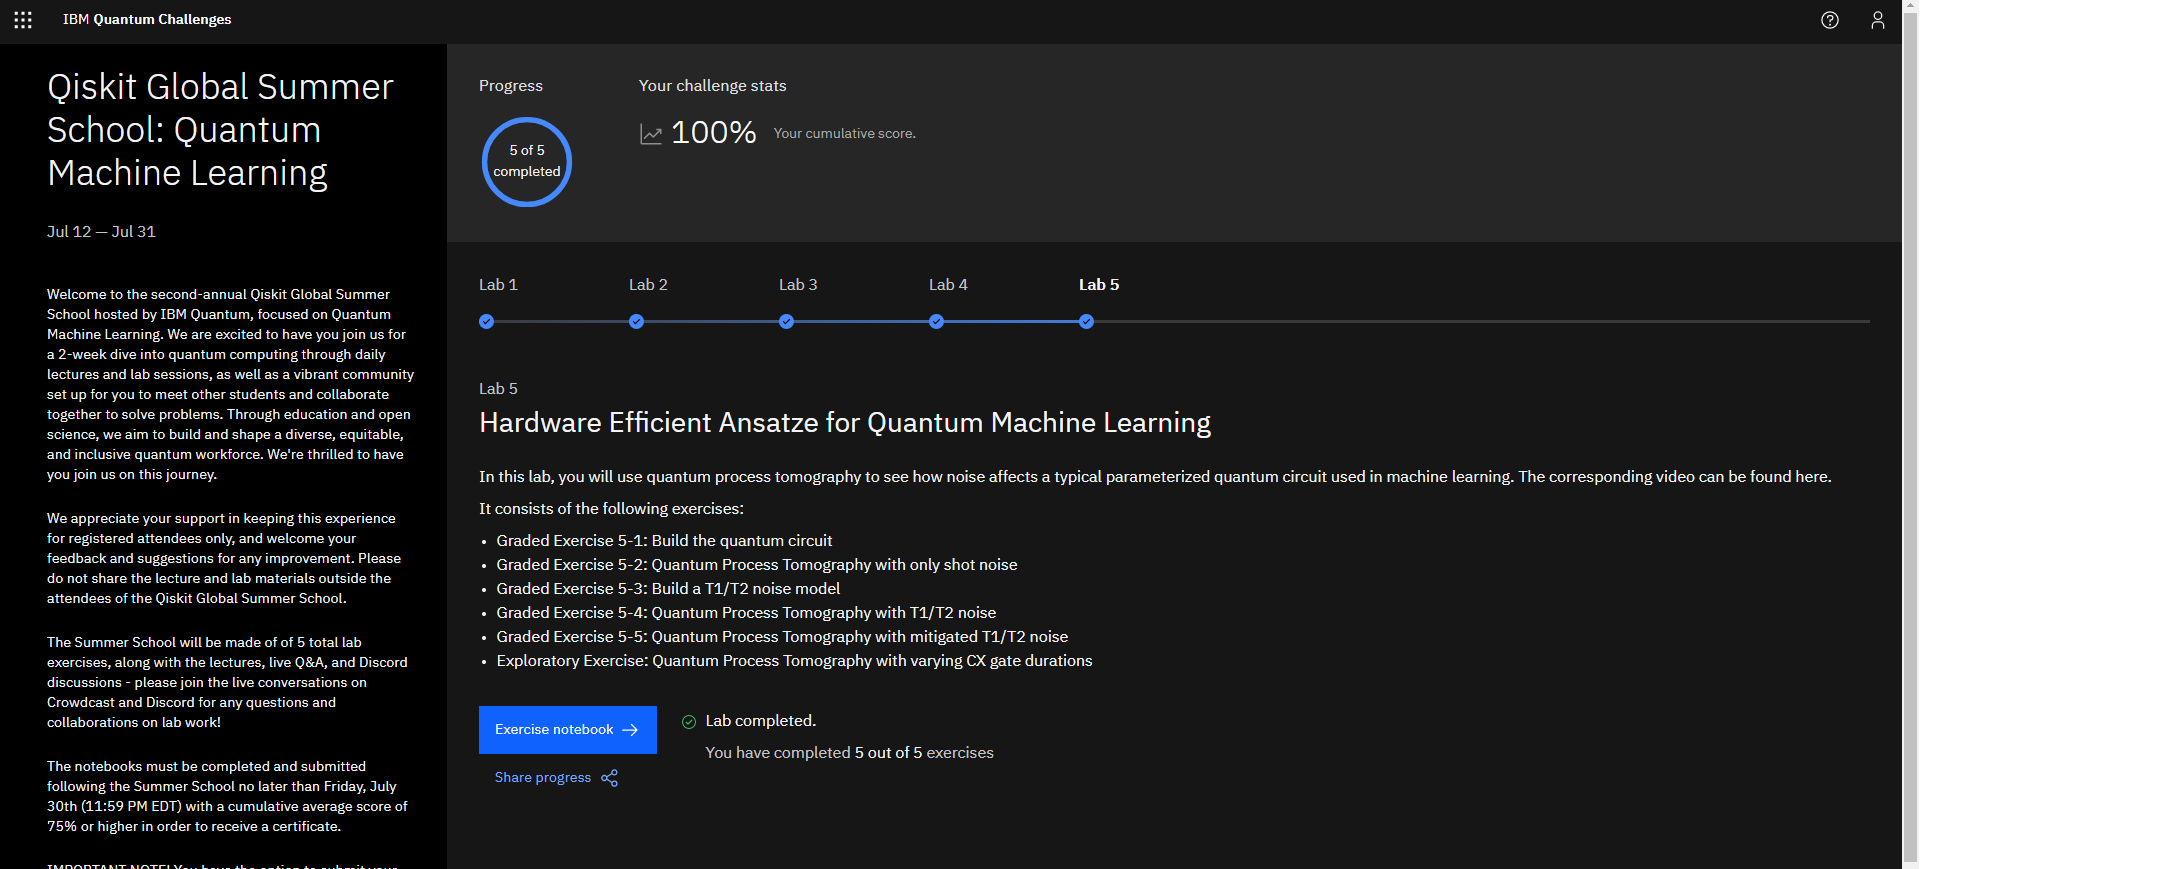 IBM Quantum Challenges
Qiskit Global Summer
School: Quantum
Machine Learning
Jul 12 — Jul 31
Welcome to the second-annual Qiskit Global Summer
School hosted by IBM Quantum, focused on Quantum
Machine Learning. We are excited to have you join us for
a 2-week dive into quantum computing through daily
lectures and lab sessions, as well as a vibrant community
set up for you to meet other students and collaborate
together to solve problems. Through education and open
science, we aim to build and shape a diverse, equitable,
and inclusive quantum workforce. We're thrilled to have
you join us on this journey.
We appreciate your support in keeping this experience
for registered attendees only, and welcome your
feedback and suggestions for any improvement. Please
do not share the lecture and lab materials outside the
attendees of the Qiskit Global Summer School.
The Summer School will be made of of 5 total lab
exercises, along with the lectures, live Q&A, and Discord
discussions - please join the live conversations on
Crowdcast and Discord for any questions and
collaborations on lab work!
The notebooks must be completed and submitted
following the Summer School no later than Friday, July
30th (11:59 PM EDT) with a cumulative average score of
75% or higher in order to receive a certificate.
IMPORTANT NOTE! You have the option to submit your
Progress
5 of 5
completed
Your challenge stats
100% Your cumulative score.
Lab 1 Lab 2 Lab 3 Lab 4 Lab 5
Lab 5
Hardware Efficient Ansatze for Quantum Machine Learning
In this lab, you will use quantum process tomography to see how noise affects a typical parameterized quantum circuit used in machine learning. The corresponding video can be found here.
It consists of the following exercises:
• Graded Exercise 5-1: Build the quantum circuit
• Graded Exercise 5-2: Quantum Process Tomography with only shot noise
• Graded Exercise 5-3: Build a T1/T2 noise model
• Graded Exercise 5-4: Quantum Process Tomography with T1/T2 noise
• Graded Exercise 5-5: Quantum Process Tomography with mitigated T1/T2 noise
• Exploratory Exercise: Quantum Process Tomography with varying CX gate durations
Exercise notebook →
Share progress
Lab completed.
You have completed 5 out of 5 exercises